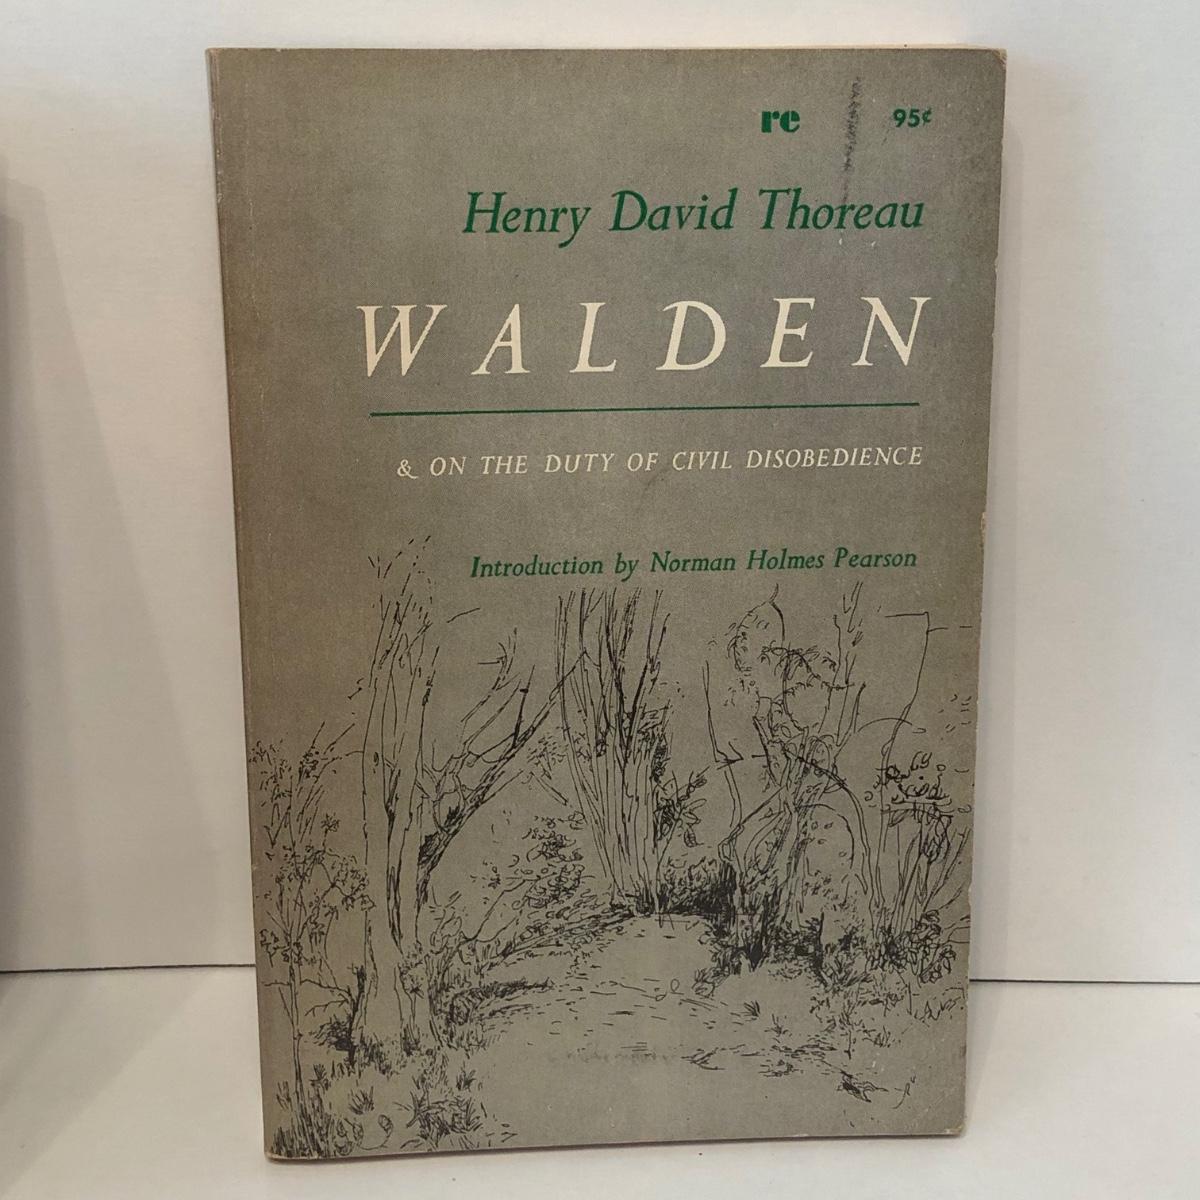 re 95¢
Henry David Thoreau
WALDEN
& ON THE DUTY OF CIVIL DISOBEDIENCE
Introduction by Norman Holmes Pearson